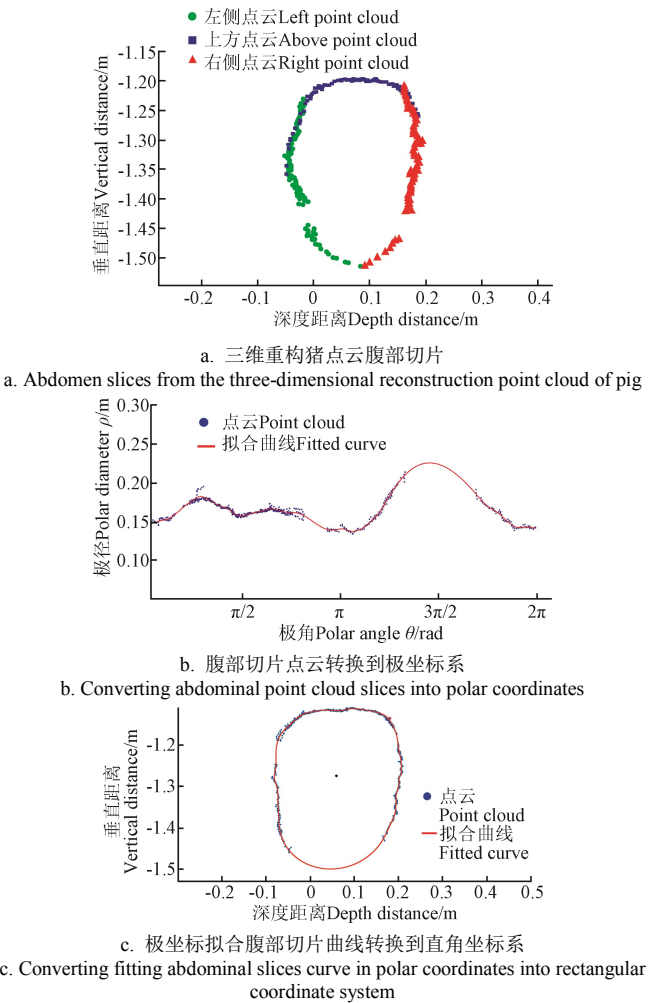 左侧点云Left point cloud
上方点云Above point cloud
右侧点云Right point cloud
垂直距离Vertical distance/m
-1.15
-1.20
-1.25
-1.30
-1.35
-1.40
-1.45
-1.50
-0.2 -0.1 0 0.1 0.2 0.3 0.4
深度距离Depth distance/m
a. 三维重构猪点云腹部切片
a. Abdomen slices from the three-dimensional reconstruction point cloud of pig
极径Polar diameter ρ/m
0.30
0.25
0.20
0.15
0.10
点云Point cloud
拟合曲线Fitted curve
π/2 π 3π/2 2π
极角Polar angle θ/rad
b. 腹部切片点云转换到极坐标系
b. Converting abdominal point cloud slices into polar coordinates
垂直距离
Vertical distance/m
-1.2
-1.3
-1.4
-1.5
点云
Point cloud
拟合曲线
Fitted curve
-0.2 -0.1 0 0.1 0.2 0.3 0.4 0.5
深度距离Depth distance/m
c. 极坐标拟合腹部切片曲线转换到直角坐标系
c. Converting fitting abdominal slices curve in polar coordinates into rectangular
coordinate system